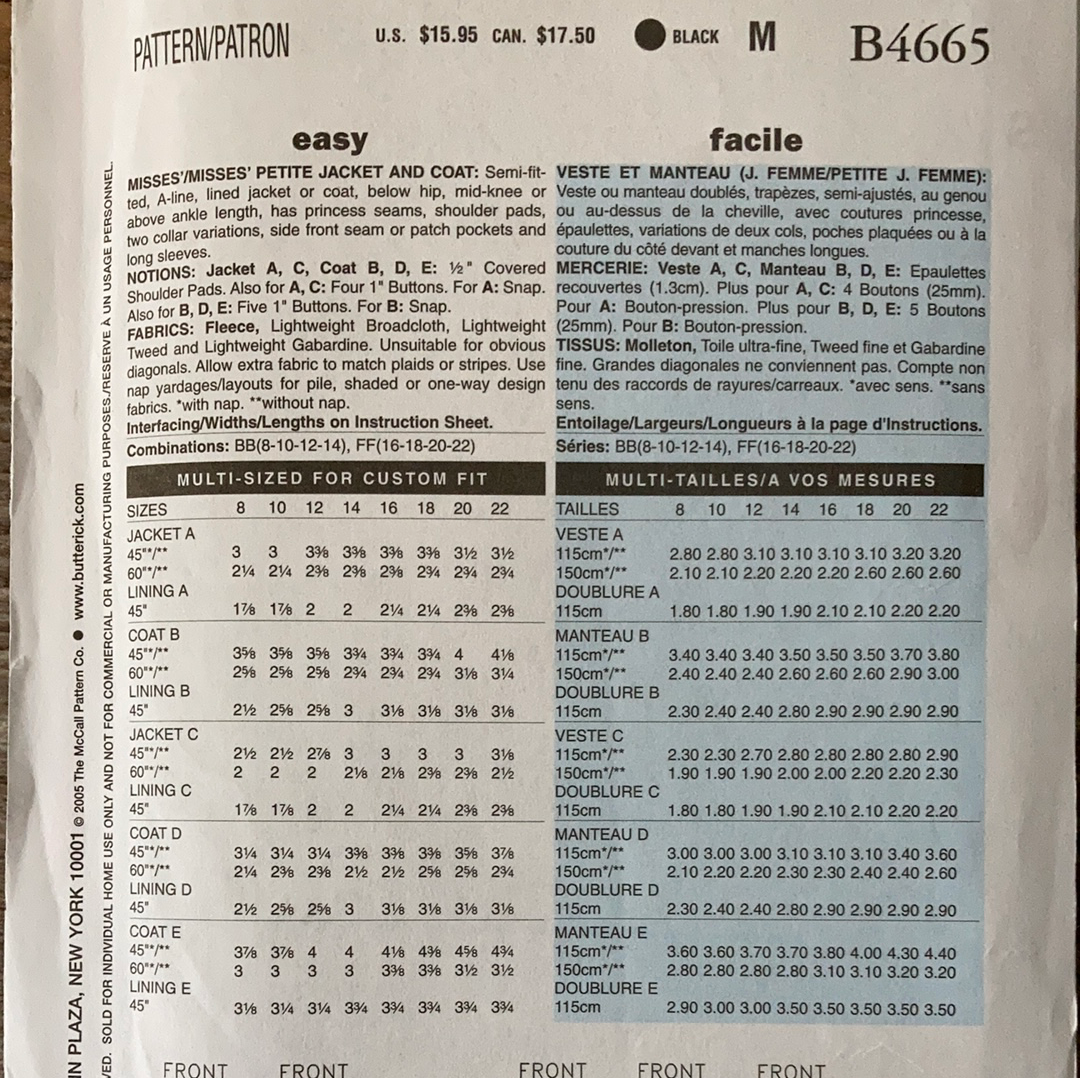 PATTERN/PATRON U.S. $15.95 CAN. $17.50 ● BLACK M B4665
easy
MISSES'/MISSES' PETITE JACKET AND COAT: Semi-fit-
ted, A-line, lined jacket or coat, below hip, mid-knee or
above ankle length, has princess seams, shoulder pads,
two collar variations, side front seam or patch pockets and
long sleeves.
NOTIONS: Jacket A, C, Coat B, D, E: ½" Covered
Shoulder Pads. Also for A, C: Four 1" Buttons. For A: Snap.
Also for B, D, E: Five 1" Buttons. For B: Snap.
FABRICS: Fleece, Lightweight Broadcloth, Lightweight
Tweed and Lightweight Gabardine. Unsuitable for obvious
diagonals. Allow extra fabric to match plaids or stripes. Use
nap yardages/layouts for pile, shaded or one-way design
fabrics. *with nap. **without nap.
Interfacing/Widths/Lengths on Instruction Sheet.
Combinations: BB(8-10-12-14), FF(16-18-20-22)
MULTI-SIZED FOR CUSTOM FIT
SIZES 8 10 12 14 16 18 20 22
JACKET A
45"*/** 3 3 3⅜ 3⅜ 3⅜ 3⅜ 3½ 3½
60"*/** 2¼ 2¼ 2⅜ 2⅜ 2⅜ 2¾ 2¾ 2¾
LINING A
45" 1⅞ 1⅞ 2 2 2¼ 2¼ 2⅜ 2⅜
COAT B
45"*/** 3⅝ 3⅝ 3⅝ 3¾ 3¾ 3¾ 4 4⅛
60"*/** 2⅝ 2⅝ 2⅝ 2¾ 2¾ 2¾ 3⅛ 3¼
LINING B
45" 2½ 2⅝ 2⅝ 3 3⅛ 3⅛ 3⅛ 3⅛
JACKET C
45"*/** 2½ 2½ 2⅞ 3 3 3 3 3⅛
60"*/** 2 2 2 2⅛ 2⅛ 2⅜ 2⅜ 2½
LINING C
45" 1⅞ 1⅞ 2 2 2¼ 2¼ 2⅜ 2⅜
COAT D
45"*/** 3¼ 3¼ 3¼ 3⅜ 3⅜ 3⅜ 3⅝ 3⅞
60"*/** 2¼ 2⅜ 2⅜ 2½ 2½ 2⅝ 2⅝ 2¾
LINING D
45" 2½ 2⅝ 2⅝ 3 3⅛ 3⅛ 3⅛ 3⅛
COAT E
45"*/** 3⅞ 3⅞ 4 4 4⅛ 4⅜ 4⅝ 4¾
60"*/** 3 3 3 3 3⅜ 3⅜ 3½ 3½
LINING E
45" 3⅛ 3¼ 3¼ 3¾ 3¾ 3¾ 3¾ 3¾
facile
VESTE ET MANTEAU (J. FEMME/PETITE J. FEMME):
Veste ou manteau doublés, trapèzes, semi-ajustés, au genou
ou au-dessus de la cheville, avec coutures princesse,
épaulettes, variations de deux cols, poches plaquées ou à la
couture du côté devant et manches longues.
MERCERIE: Veste A, C, Manteau B, D, E: Epaulettes
recouvertes (1.3cm). Plus pour A, C: 4 Boutons (25mm).
Pour A: Bouton-pression. Plus pour B, D, E: 5 Boutons
(25mm). Pour B: Bouton-pression.
TISSUS: Molleton, Toile ultra-fine, Tweed fine et Gabardine
fine. Grandes diagonales ne conviennent pas. Compte non
tenu des raccords de rayures/carreaux. *avec sens. **sans
sens.
Entoilage/Largeurs/Longueurs à la page d'Instructions.
Séries: BB(8-10-12-14), FF(16-18-20-22)
MULTI-TAILLES/A VOS MESURES
TAILLES 8 10 12 14 16 18 20 22
VESTE A
115cm*/** 2.80 2.80 3.10 3.10 3.10 3.10 3.20 3.20
150cm*/** 2.10 2.10 2.20 2.20 2.20 2.60 2.60 2.60
DOUBLURE A
115cm 1.80 1.80 1.90 1.90 2.10 2.10 2.20 2.20
MANTEAU B
115cm*/** 3.40 3.40 3.40 3.50 3.50 3.50 3.70 3.80
150cm*/** 2.40 2.40 2.40 2.60 2.60 2.60 2.90 3.00
DOUBLURE B
115cm 2.30 2.40 2.40 2.80 2.90 2.90 2.90 2.90
VESTE C
115cm*/** 2.30 2.30 2.70 2.80 2.80 2.80 2.80 2.90
150cm*/** 1.90 1.90 1.90 2.00 2.00 2.20 2.20 2.30
DOUBLURE C
115cm 1.80 1.80 1.90 1.90 2.10 2.10 2.20 2.20
MANTEAU D
115cm*/** 3.00 3.00 3.00 3.10 3.10 3.10 3.40 3.60
150cm*/** 2.10 2.20 2.20 2.30 2.30 2.40 2.40 2.60
DOUBLURE D
115cm 2.30 2.40 2.40 2.80 2.90 2.90 2.90 2.90
MANTEAU E
115cm*/** 3.60 3.60 3.70 3.70 3.80 4.00 4.30 4.40
150cm*/** 2.80 2.80 2.80 2.80 3.10 3.10 3.20 3.20
DOUBLURE E
115cm 2.90 3.00 3.00 3.50 3.50 3.50 3.50 3.50
FRONT FRONT FRONT FRONT FRONT
PLAZA, NEW YORK 10001 © 2005 The McCall Pattern Co. ● www.butterick.com
SOLD FOR INDIVIDUAL HOME USE ONLY AND NOT FOR COMMERCIAL OR MANUFACTURING PURPOSES./RESERVE À UN USAGE PERSONNEL.